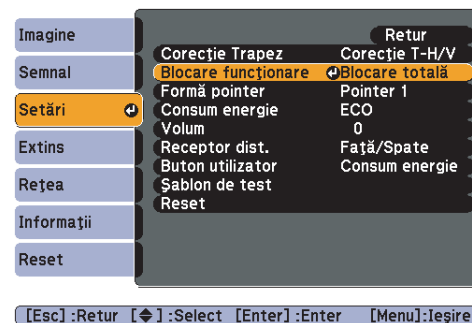 Imagine
Semnal
Setări
Extins
Reţea
Informaţii
Reset
Retur
Corecţie Trapez Corecţie T-H/V
Blocare funcţionare Blocare totală
Formă pointer Pointer 1
Consum energie ECO
Volum 0
Receptor dist. Faţă/Spate
Buton utilizator Consum energie
Şablon de test
Reset
[Esc] :Retur [◆] :Select [Enter] :Enter [Menu]:Ieşire